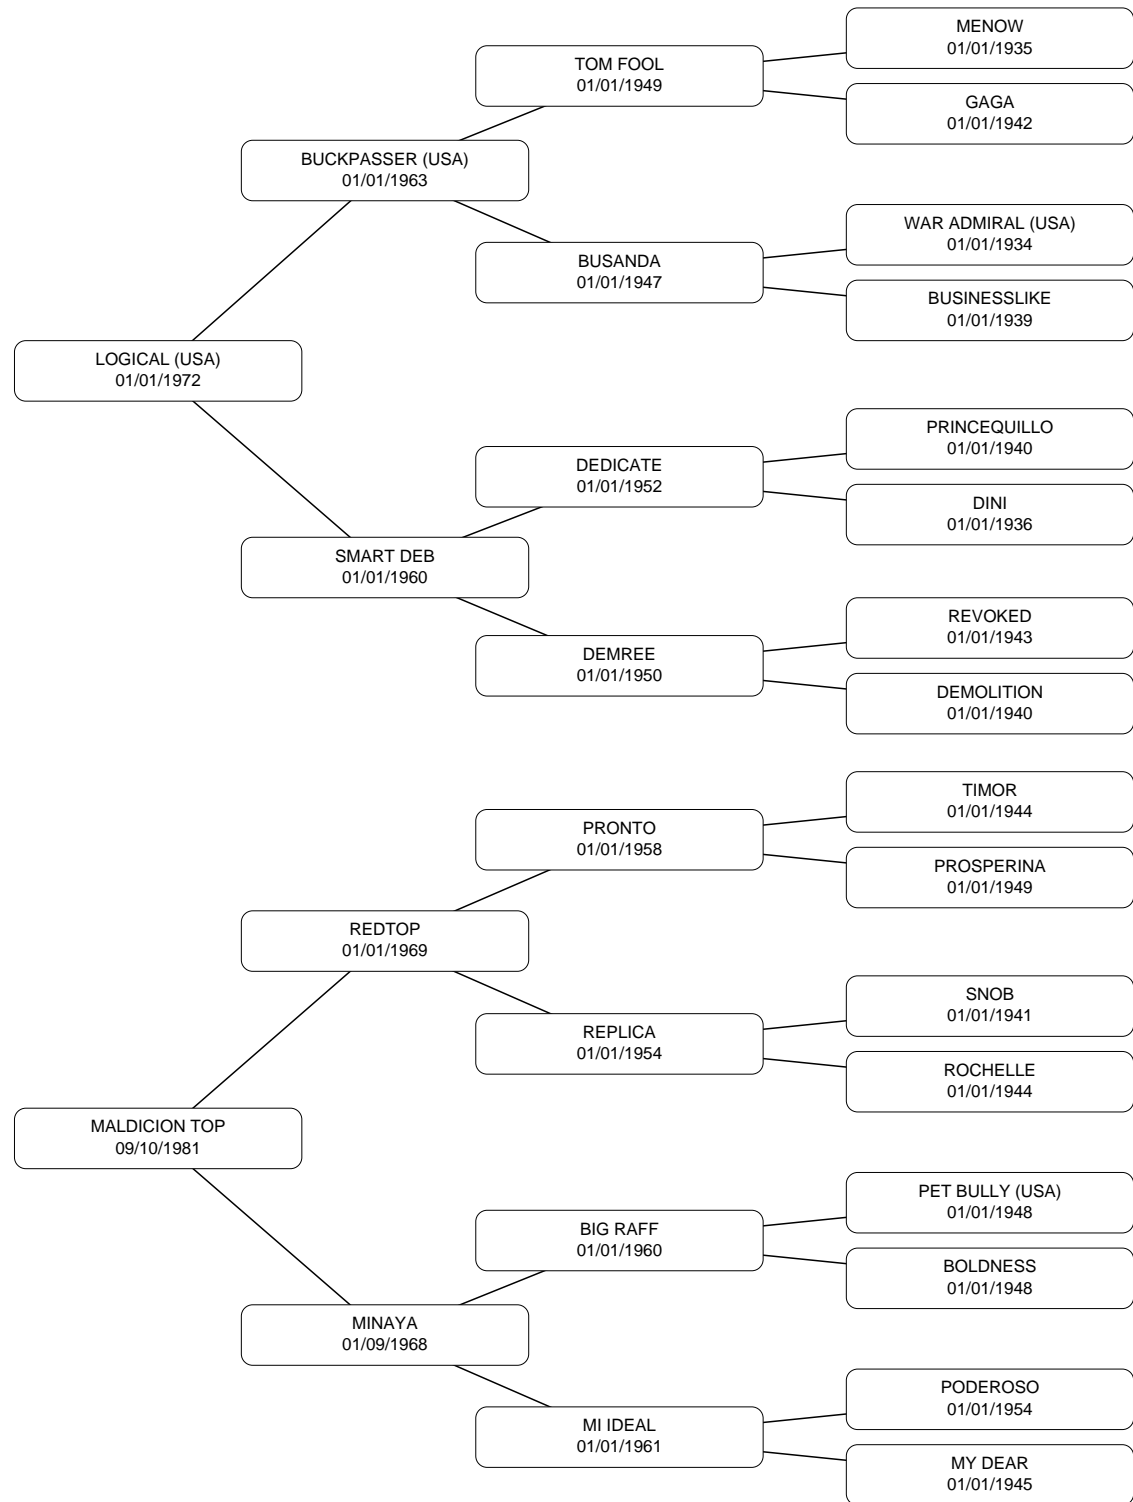 MENOW
01/01/1935
TOM FOOL
01/01/1949
GAGA
01/01/1942
BUCKPASSER (USA)
01/01/1963
WAR ADMIRAL (USA)
01/01/1934
BUSANDA
01/01/1947
BUSINESSLIKE
01/01/1939
LOGICAL (USA)
01/01/1972
PRINCEQUILLO
01/01/1940
DEDICATE
01/01/1952
DINI
01/01/1936
SMART DEB
01/01/1960
REVOKED
01/01/1943
DEMREE
01/01/1950
DEMOLITION
01/01/1940
TIMOR
01/01/1944
PRONTO
01/01/1958
PROSPERINA
01/01/1949
REDTOP
01/01/1969
SNOB
01/01/1941
REPLICA
01/01/1954
ROCHELLE
01/01/1944
MALDICION TOP
09/10/1981
PET BULLY (USA)
01/01/1948
BIG RAFF
01/01/1960
BOLDNESS
01/01/1948
MINAYA
01/09/1968
PODEROSO
01/01/1954
MI IDEAL
01/01/1961
MY DEAR
01/01/1945